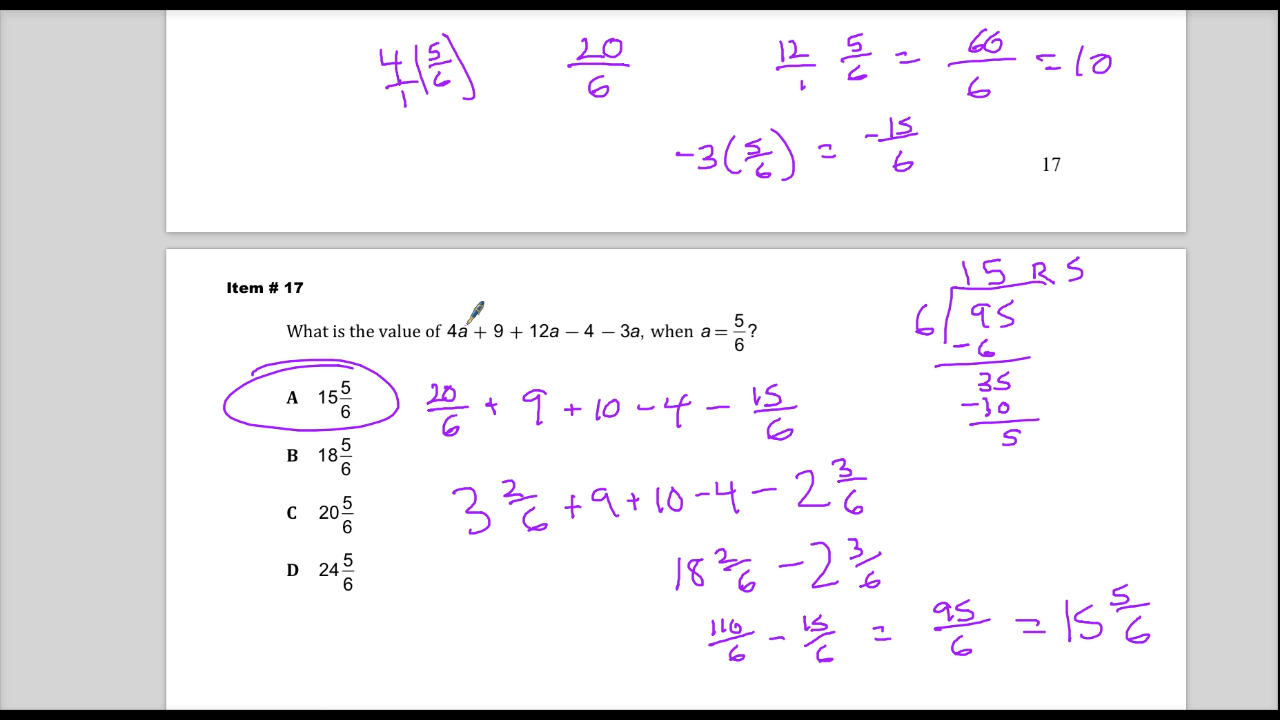 4/1 (5/6) 20/6 12/1 5/6 = 60/6 = 10
-3(5/6) = -15/6
17
Item # 17
What is the value of 4a + 9 + 12a − 4 − 3a, when a = 5/6?
A 15 5/6
B 18 5/6
C 20 5/6
D 24 5/6
20/6 + 9 + 10 - 4 - 15/6
3 2/6 + 9 + 10 - 4 - 2 3/6
18 2/6 - 2 3/6
110/6 - 15/6 = 95/6 = 15 5/6
15 R 5
6 95
-6
35
-30
5